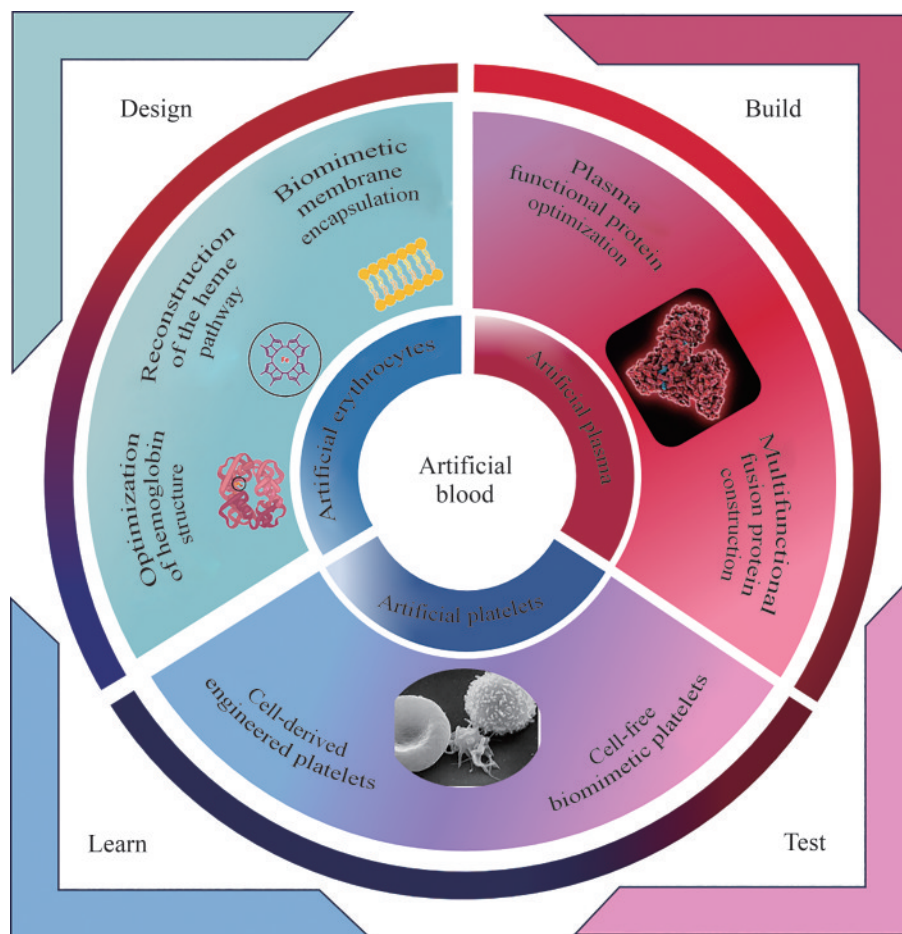 Design
Build
Biomimetic
membrane
encapsulation
Reconstruction
of the heme
pathway
Optimization
of hemoglobin
structure
Plasma
functional protein
optimization
Multifunctional
fusion protein
construction
Artificial erythrocytes
Artificial plasma
Artificial
blood
Artificial platelets
Cell-derived
engineered platelets
Cell-free
biomimetic platelets
Learn
Test